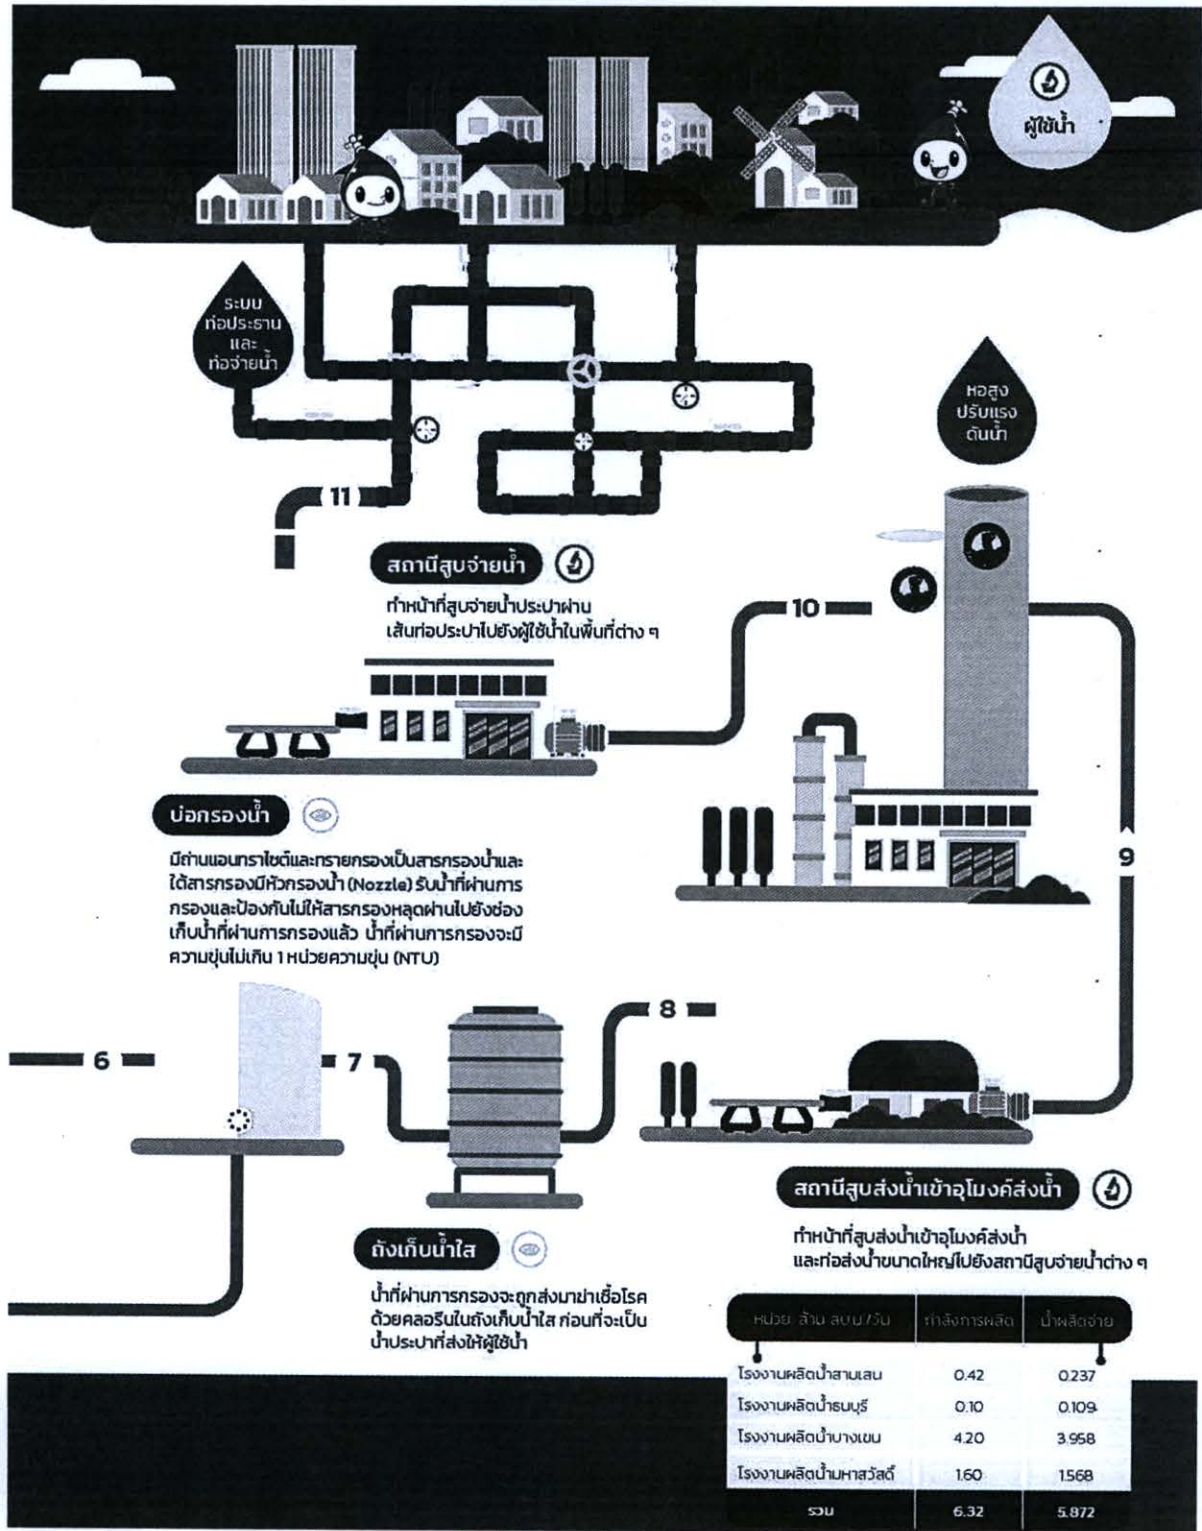 ผู้ใช้น้ำ
ระบบ
ท่อประธาน
และ
ท่อจ่ายน้ำ
หอสูง
ปรับแรง
ดันน้ำ
11
สถานีสูบจ่ายน้ำ
ทำหน้าที่สูบจ่ายน้ำประปาผ่าน
เส้นท่อประปาไปยังผู้ใช้น้ำในพื้นที่ต่าง ๆ
10
บ่อกรองน้ำ
มีถ่านแอนทราไซต์และทรายกรองเป็นสารกรองน้ำและ
ใต้สารกรองมีหัวกรองน้ำ (Nozzle) รับน้ำที่ผ่านการ
กรองและป้องกันไม่ให้สารกรองหลุดผ่านไปยังช่อง
เก็บน้ำที่ผ่านการกรองแล้ว น้ำที่ผ่านการกรองจะมี
ความขุ่นไม่เกิน 1 หน่วยความขุ่น (NTU)
9
6
7
8
สถานีสูบส่งน้ำเข้าอุโมงค์ส่งน้ำ
ทำหน้าที่สูบส่งน้ำเข้าอุโมงค์ส่งน้ำ
และท่อส่งน้ำขนาดใหญ่ไปยังสถานีสูบจ่ายน้ำต่าง ๆ
ถังเก็บน้ำใส
น้ำที่ผ่านการกรองจะถูกส่งมาฆ่าเชื้อโรค
ด้วยคลอรีนในถังเก็บน้ำใส ก่อนที่จะเป็น
น้ำประปาที่ส่งให้ผู้ใช้น้ำ
หน่วย: ล้าน ลบ.ม./วัน กำลังการผลิต น้ำผลิตจ่าย
โรงงานผลิตน้ำสามเสน 0.42 0.237
โรงงานผลิตน้ำธนบุรี 0.10 0.109
โรงงานผลิตน้ำบางเขน 4.20 3.958
โรงงานผลิตน้ำมหาสวัสดิ์ 1.60 1.568
รวม 6.32 5.872